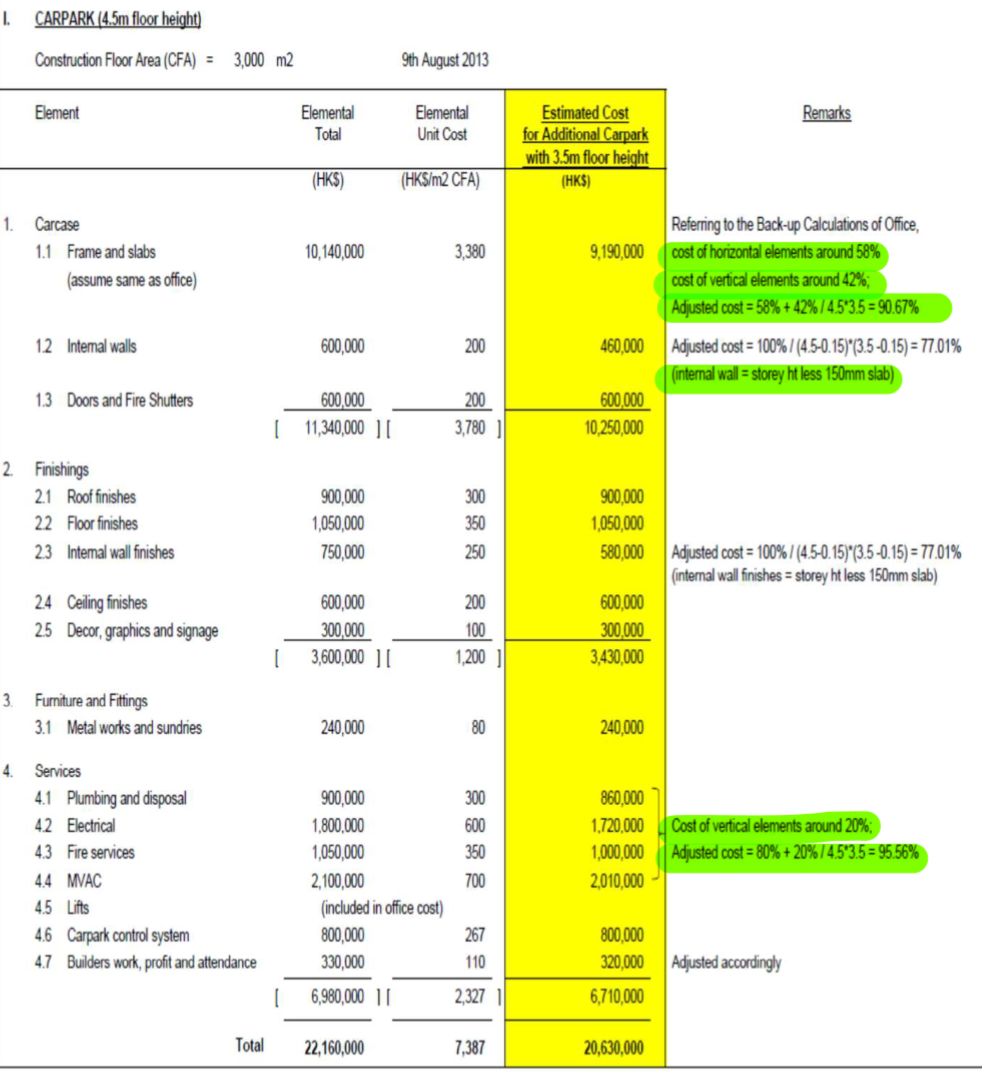 I. CARPARK (4.5m floor height)
Construction Floor Area (CFA) = 3,000 m2 9th August 2013
Element Elemental Elemental Estimated Cost Remarks
Total Unit Cost for Additional Carpark
with 3.5m floor height
(HK$) (HK$/m2 CFA) (HK$)
1. Carcase Referring to the Back-up Calculations of Office,
1.1 Frame and slabs 10,140,000 3,380 9,190,000 cost of horizontal elements around 58%
(assume same as office) cost of vertical elements around 42%;
Adjusted cost = 58% + 42% / 4.5*3.5 = 90.67%
1.2 Internal walls 600,000 200 460,000 Adjusted cost = 100% / (4.5-0.15)*(3.5 -0.15) = 77.01%
(internal wall = storey ht less 150mm slab)
1.3 Doors and Fire Shutters 600,000 200 600,000
[ 11,340,000 ] [ 3,780 ] 10,250,000
2. Finishings
2.1 Roof finishes 900,000 300 900,000
2.2 Floor finishes 1,050,000 350 1,050,000
2.3 Internal wall finishes 750,000 250 580,000 Adjusted cost = 100% / (4.5-0.15)*(3.5 -0.15) = 77.01%
(internal wall finishes = storey ht less 150mm slab)
2.4 Ceiling finishes 600,000 200 600,000
2.5 Decor, graphics and signage 300,000 100 300,000
[ 3,600,000 ] [ 1,200 ] 3,430,000
3. Furniture and Fittings
3.1 Metal works and sundries 240,000 80 240,000
4. Services
4.1 Plumbing and disposal 900,000 300 860,000
4.2 Electrical 1,800,000 600 1,720,000 Cost of vertical elements around 20%;
4.3 Fire services 1,050,000 350 1,000,000 Adjusted cost = 80% + 20% / 4.5*3.5 = 95.56%
4.4 MVAC 2,100,000 700 2,010,000
4.5 Lifts (included in office cost)
4.6 Carpark control system 800,000 267 800,000
4.7 Builders work, profit and attendance 330,000 110 320,000 Adjusted accordingly
[ 6,980,000 ] [ 2,327 ] 6,710,000
Total 22,160,000 7,387 20,630,000